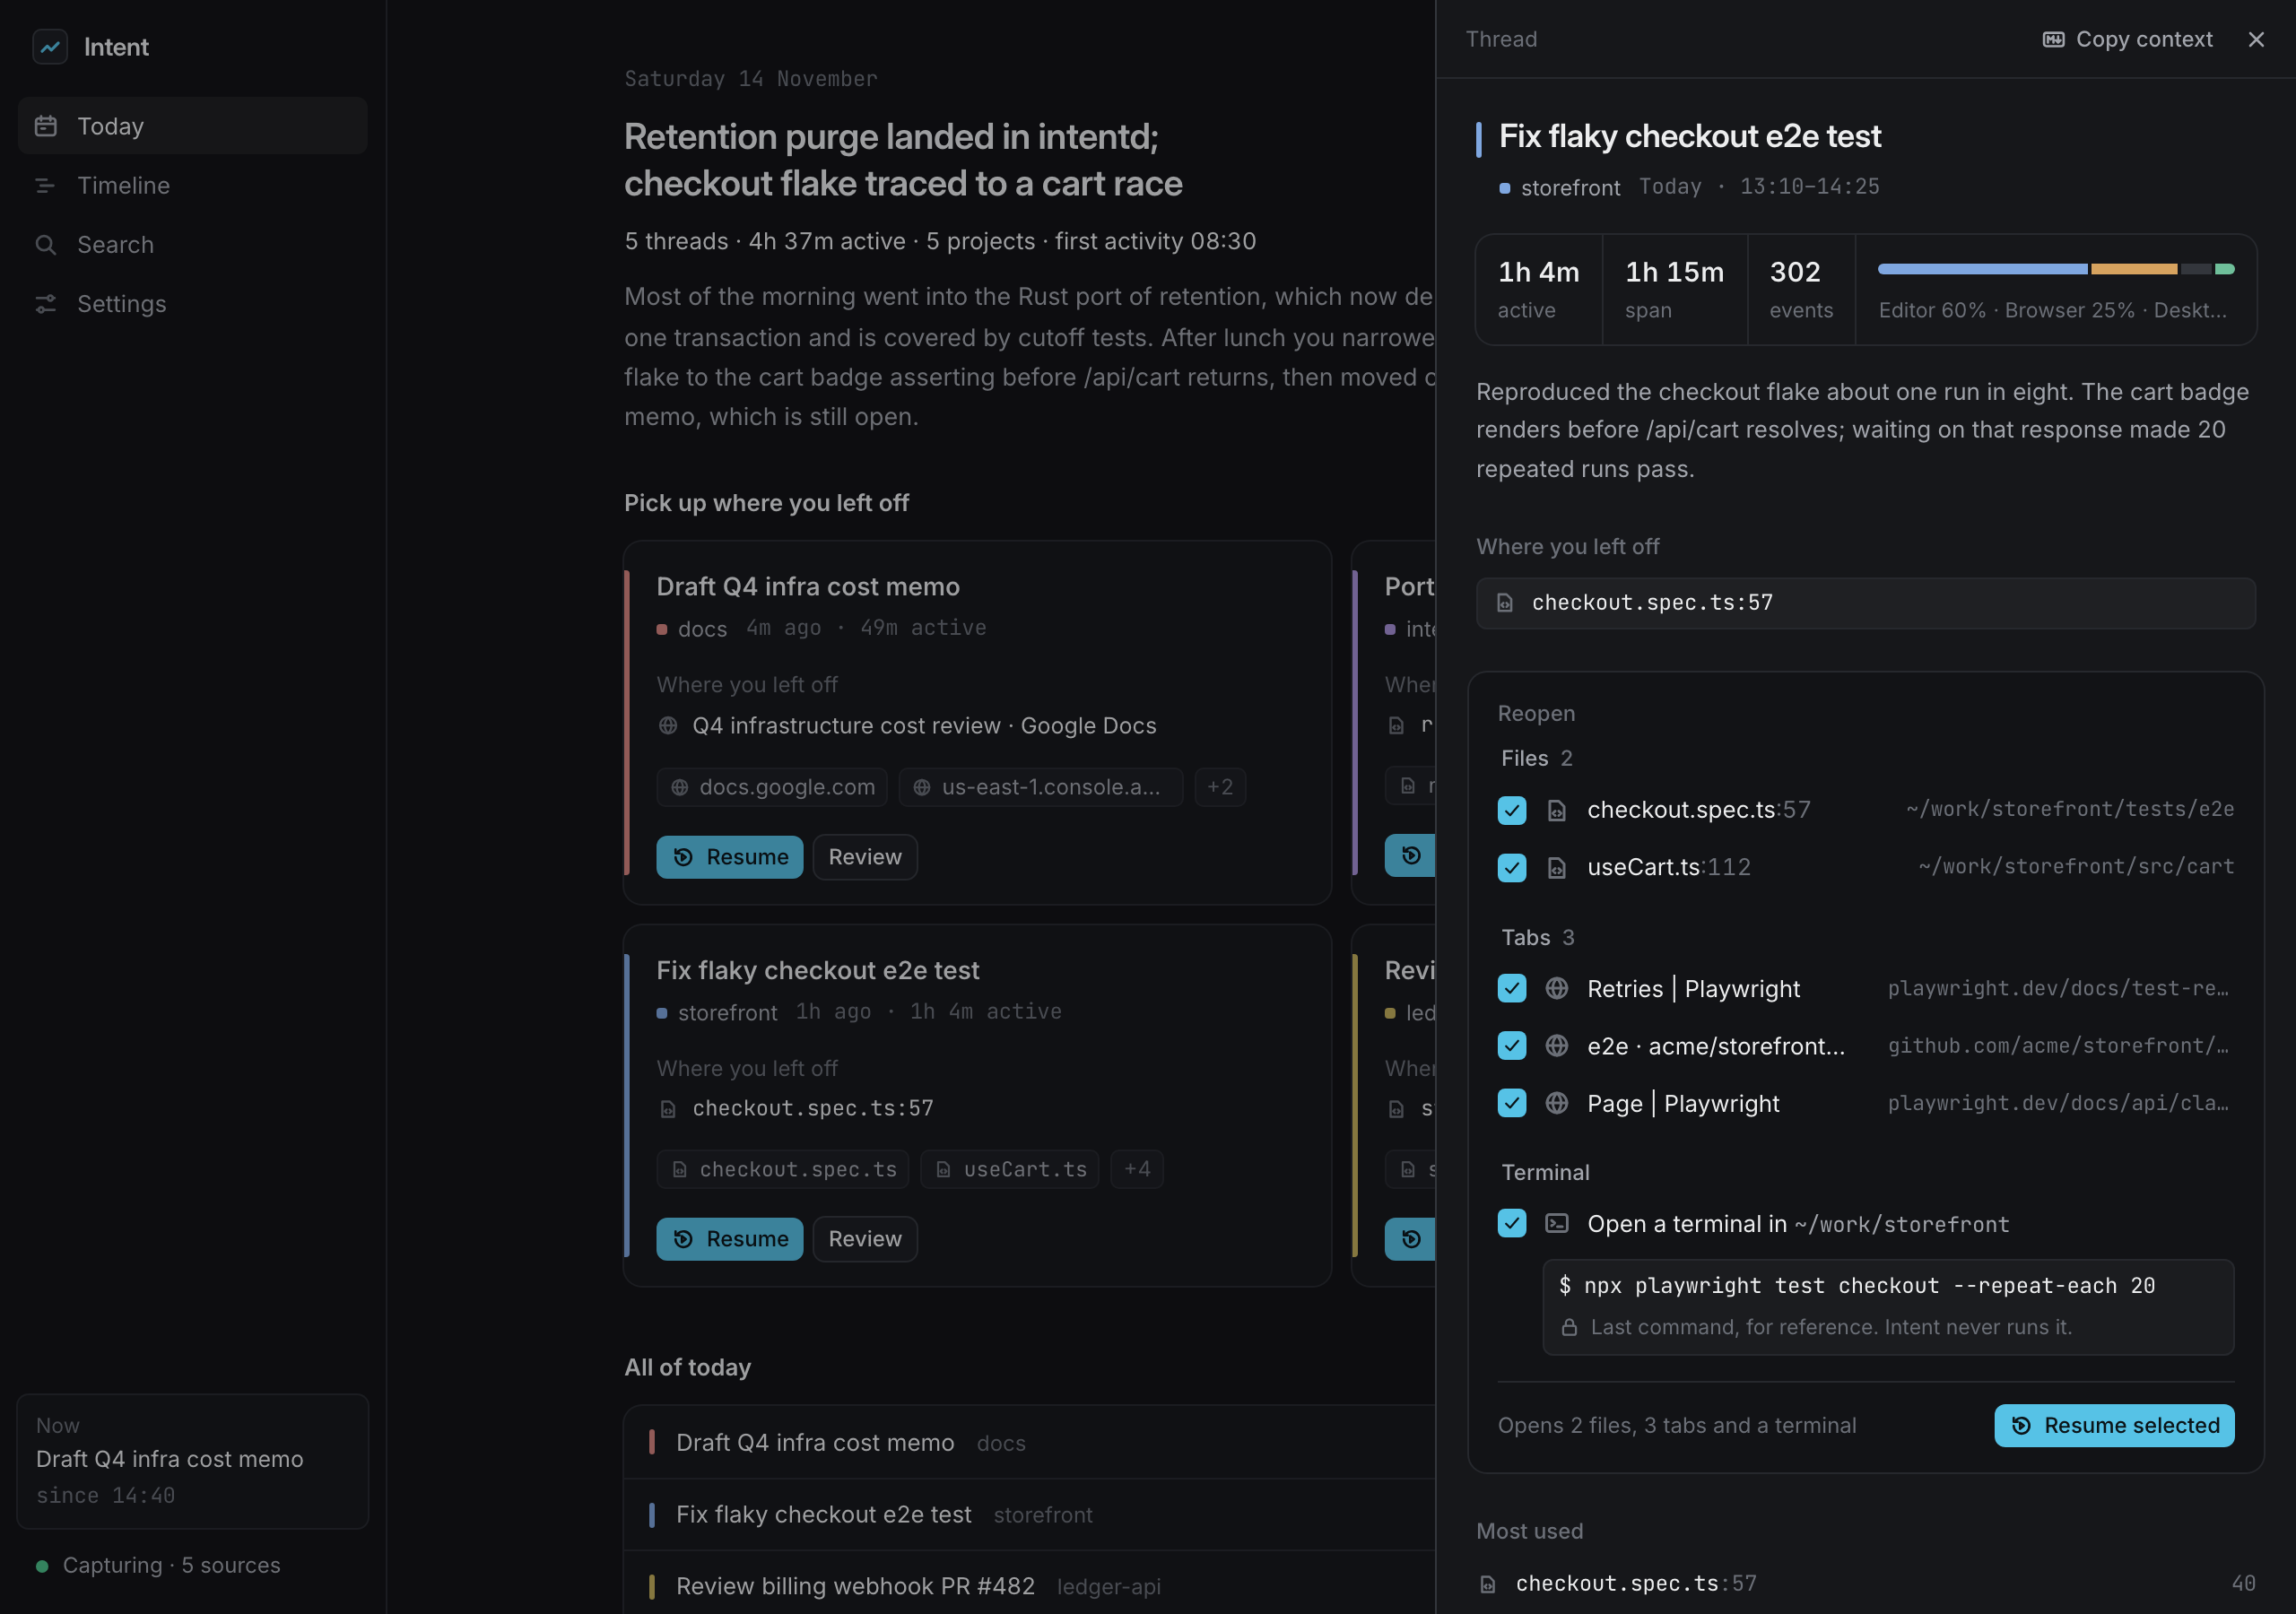 Intent
Today
Timeline
Search
Settings
Now
Draft Q4 infra cost memo
since 14:40
Capturing · 5 sources
Saturday 14 November
Retention purge landed in intentd;
checkout flake traced to a cart race
5 threads · 4h 37m active · 5 projects · first activity 08:30
Most of the morning went into the Rust port of retention, which now de
one transaction and is covered by cutoff tests. After lunch you narrowe
flake to the cart badge asserting before /api/cart returns, then moved
memo, which is still open.
Pick up where you left off
Draft Q4 infra cost memo
docs 4m ago · 49m active
Where you left off
Q4 infrastructure cost review · Google Docs
docs.google.com us-east-1.console.a... +2
Resume Review
Port
inte
Wher
r
Fix flaky checkout e2e test
storefront 1h ago · 1h 4m active
Where you left off
checkout.spec.ts:57
checkout.spec.ts useCart.ts +4
Resume Review
Revi
led
Wher
s
All of today
Draft Q4 infra cost memo docs
Fix flaky checkout e2e test storefront
Review billing webhook PR #482 ledger-api
Thread
Copy context
Fix flaky checkout e2e test
storefront Today · 13:10–14:25
1h 4m active
1h 15m span
302 events
Editor 60% · Browser 25% · Deskt...
Reproduced the checkout flake about one run in eight. The cart badge
renders before /api/cart resolves; waiting on that response made 20
repeated runs pass.
Where you left off
checkout.spec.ts:57
Reopen
Files 2
checkout.spec.ts:57 ~/work/storefront/tests/e2e
useCart.ts:112 ~/work/storefront/src/cart
Tabs 3
Retries | Playwright playwright.dev/docs/test-re…
e2e · acme/storefront... github.com/acme/storefront/…
Page | Playwright playwright.dev/docs/api/cla…
Terminal
Open a terminal in ~/work/storefront
$ npx playwright test checkout --repeat-each 20
Last command, for reference. Intent never runs it.
Opens 2 files, 3 tabs and a terminal
Resume selected
Most used
checkout.spec.ts:57 40